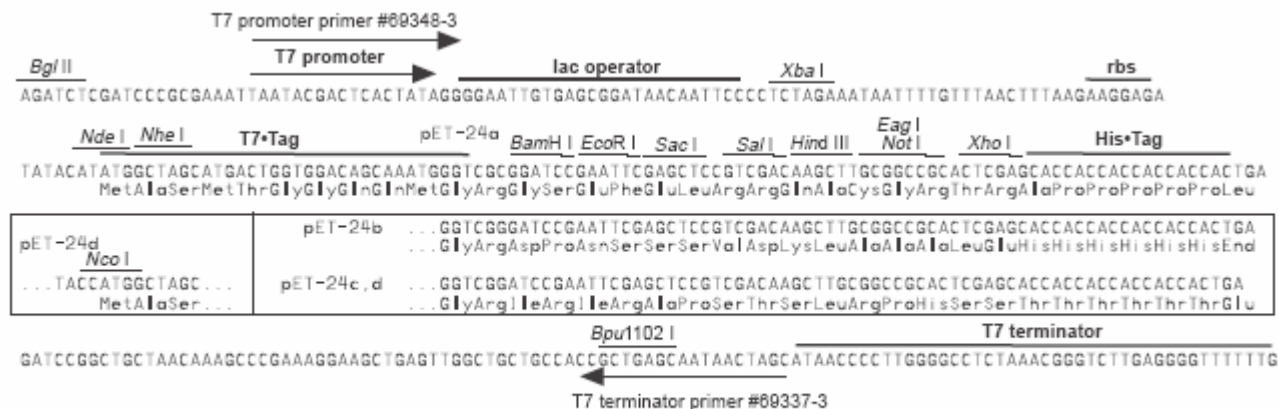 T7 promoter primer #69348-3
Bgl II T7 promoter lac operator Xba I rbs
AGATCTCGATCCCGCGAAATTAATACGACTCACTATAGGGGAATTGTGAGCGGATAACAATTCCCCTCTAGAAATAATTTTGTTTAACTTTAAGAAGGAGA
Nde I Nhe I T7•Tag pET-24a BamH I EcoR I Sac I Sal I Hind III Eag I Not I Xho I His•Tag
TATACATATGGCTAGCATGACTGGTGGACAGCAAATGGGTCGCGGATCCGAATTCGAGCTCCGTCGACAAGCTTGCGGCCGCACTCGAGCACCACCACCACCACCACTGA
MetAlaSerMetThrGlyGlyGlnGlnMetGlyArgGlySerGluPheGluLeuArgArgGlnAlaCysGlyArgThrArgAlaProProProProProLeu
pET-24b ...GGTCGGGATCCGAATTCGAGCTCCGTCGACAAGCTTGCGGCCGCACTCGAGCACCACCACCACCACCACTGA
...GlyArgAspProAsnSerSerSerValAspLysLeuAlaAlaAlaLeuGluHisHisHisHisHisHisEnd
pET-24d
Nco I
...TACCATGGCTAGC...
MetAlaSer...
pET-24c,d ...GGTCGGATCCGAATTCGAGCTCCGTCGACAAGCTTGCGGCCGCACTCGAGCACCACCACCACCACCACTGA
...GlyArgIleArgIleArgAlaProSerThrSerLeuArgProHisSerSerThrThrThrThrThrThrGlu
Bpu1102 I T7 terminator
GATCCGGCTGCTAACAAAGCCCGAAAGGAAGCTGAGTTGGCTGCTGCCACCGCTGAGCAATAACTAGCATAACCCCTTGGGGCCTCTAAACGGGTCTTGAGGGGTTTTTTG
T7 terminator primer #69337-3